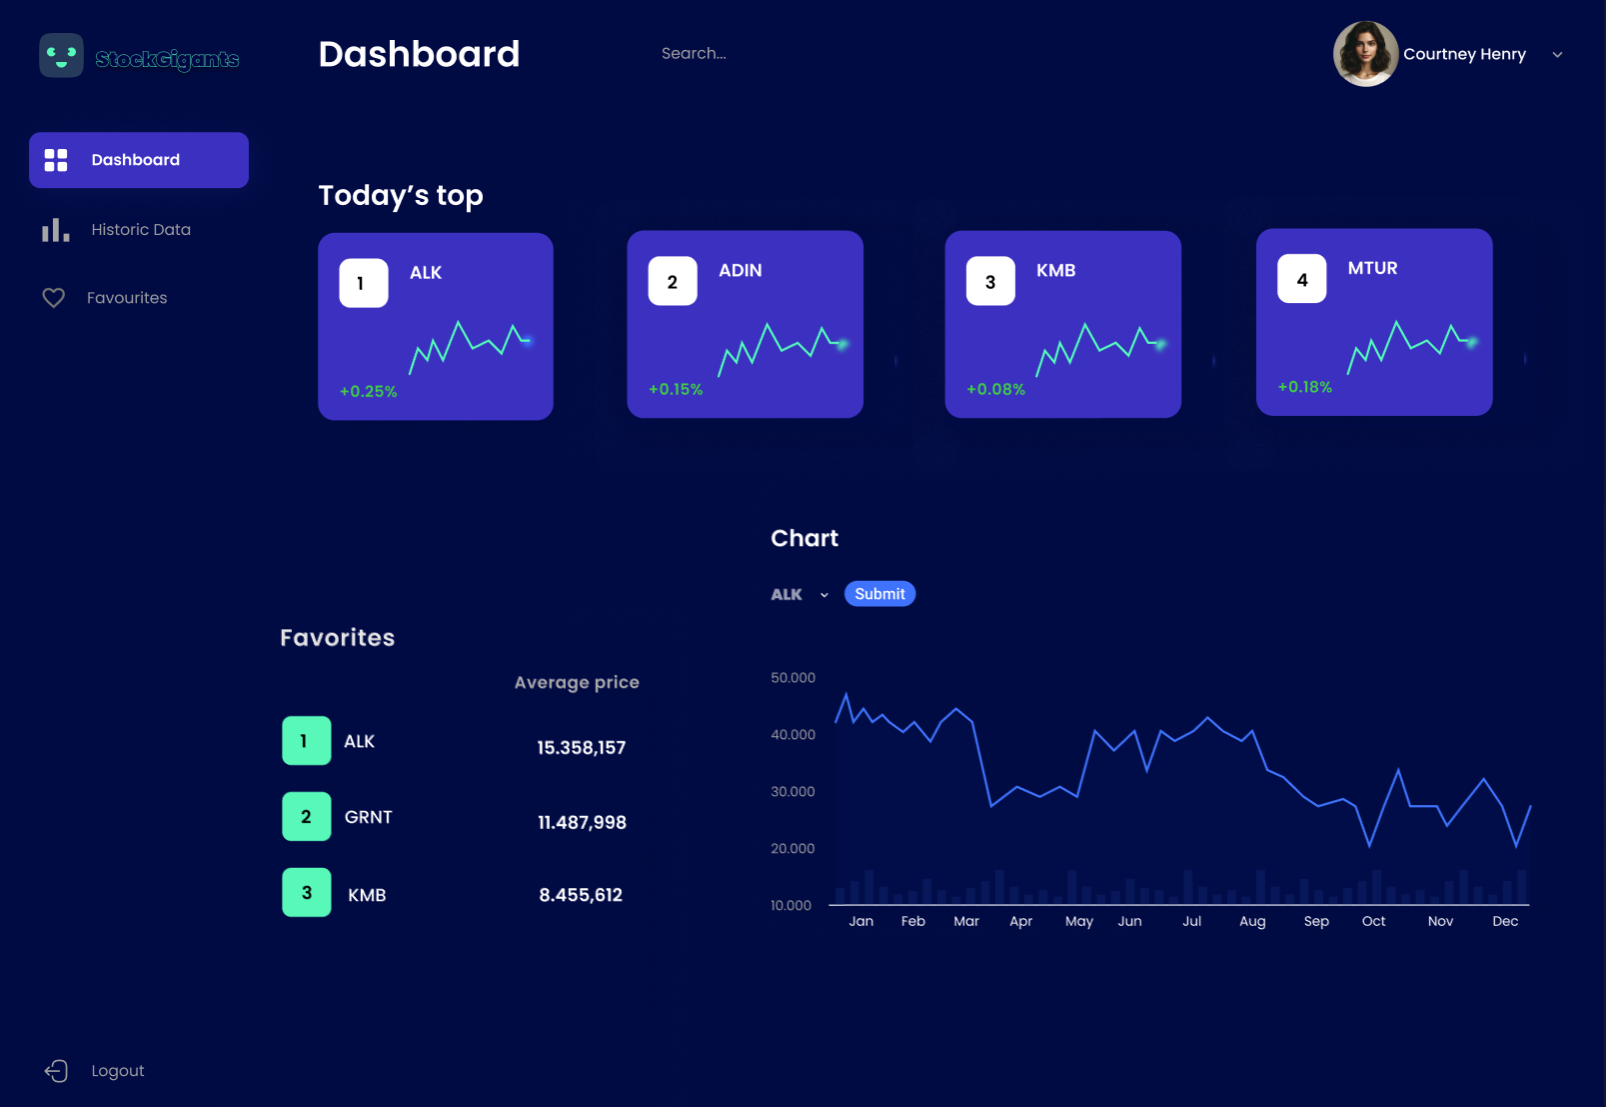 StockGigants
Dashboard
Search...
Courtney Henry
Dashboard
Historic Data
Favourites
Logout
Today’s top
1
ALK
+0.25%
2
ADIN
+0.15%
3
KMB
+0.08%
4
MTUR
+0.18%
Favorites
Average price
1 ALK 15.358,157
2 GRNT 11.487,998
3 KMB 8.455,612
Chart
ALK Submit
50.000
40.000
30.000
20.000
10.000
Jan Feb Mar Apr May Jun Jul Aug Sep Oct Nov Dec